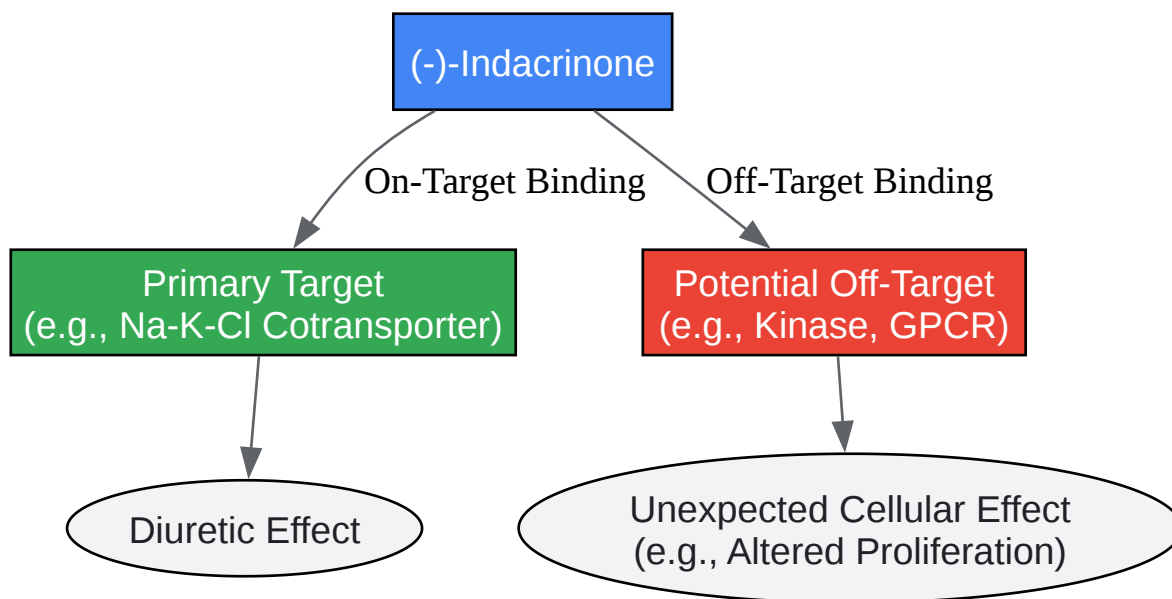 (-)-Indacrinone
On-Target Binding
Off-Target Binding
Primary Target
(e.g., Na-K-Cl Cotransporter)
Potential Off-Target
(e.g., Kinase, GPCR)
Diuretic Effect
Unexpected Cellular Effect
(e.g., Altered Proliferation)